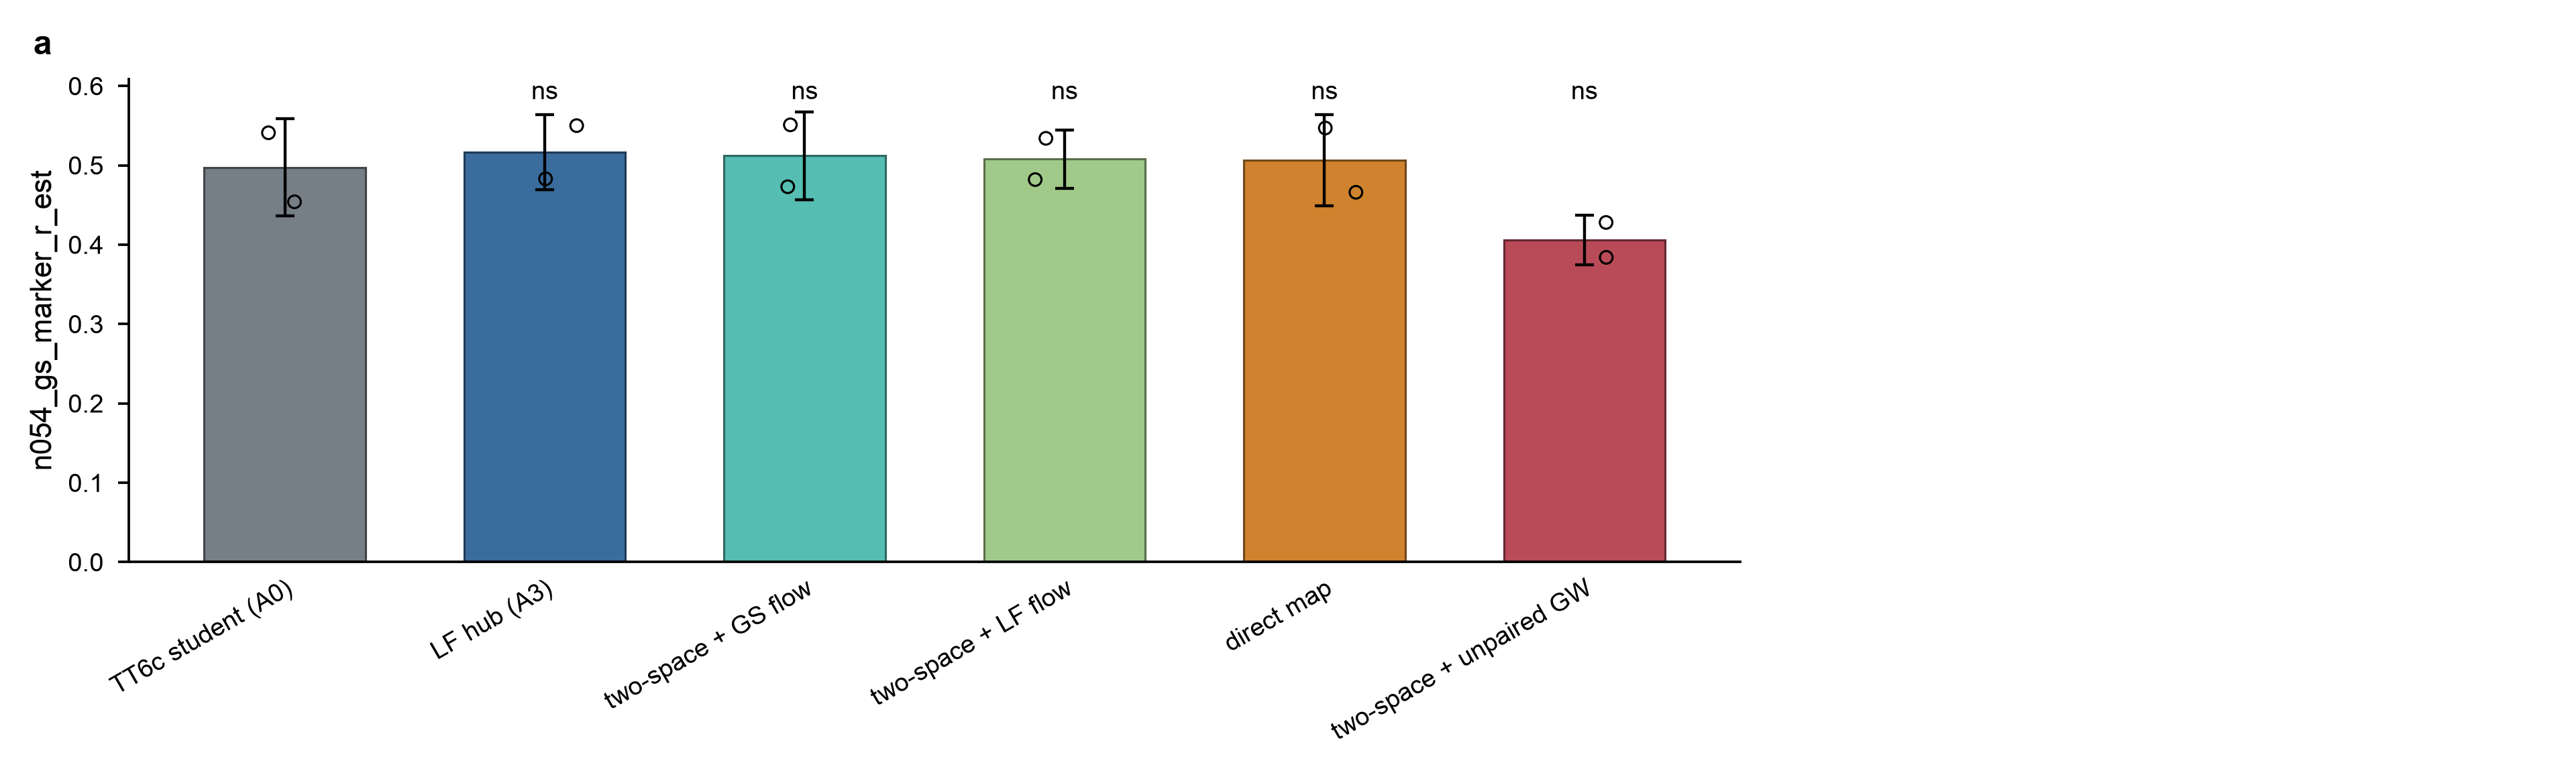 a
n054_gs_marker_r_est
0.6
0.5
0.4
0.3
0.2
0.1
0.0
ns
ns
ns
ns
ns
TT6c student (A0)
LF hub (A3)
two-space + GS flow
two-space + LF flow
direct map
two-space + unpaired GW